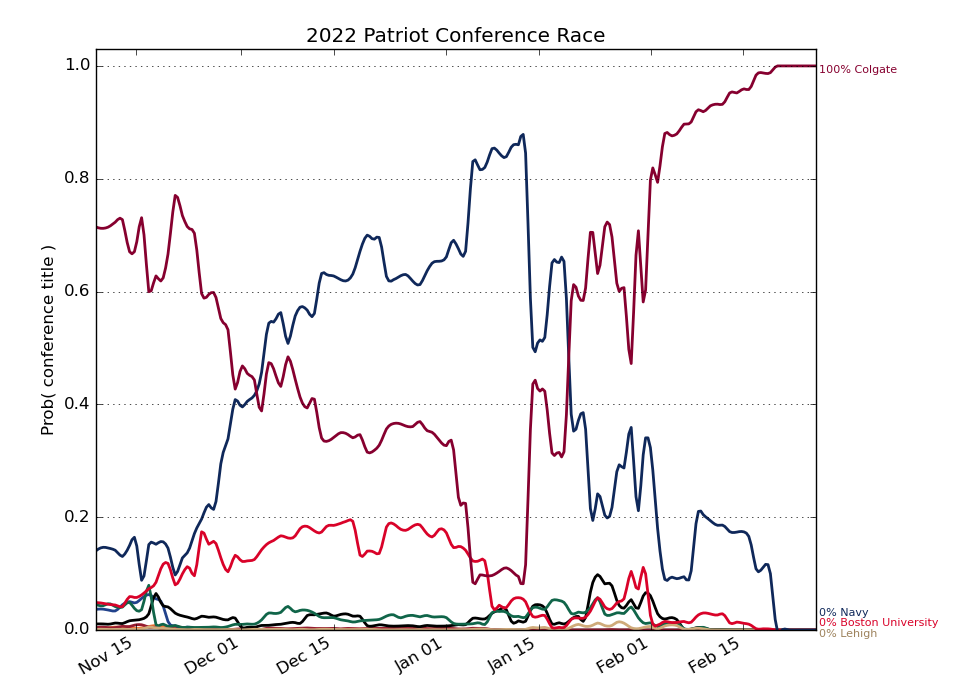 2022 Patriot Conference Race
Prob( conference title )
1.0
0.8
0.6
0.4
0.2
0.0
Nov 15
Dec 01
Dec 15
Jan 01
Jan 15
Feb 01
Feb 15
100% Colgate
0% Navy
0% Boston University
0% Lehigh